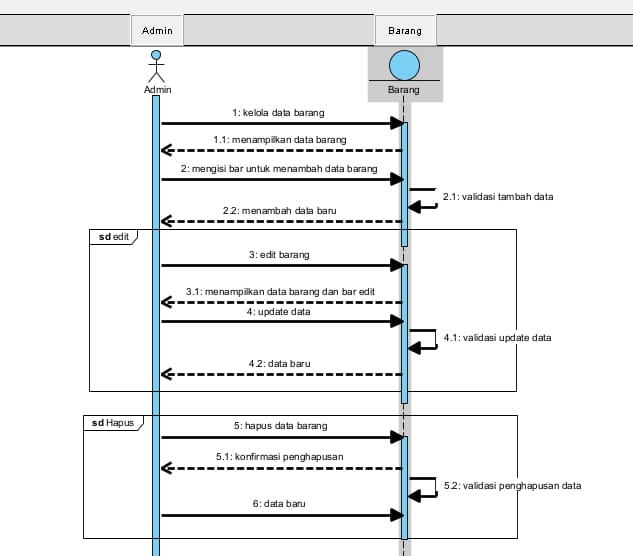 Admin
Barang
Admin
Barang
1: kelola data barang
1.1: menampilkan data barang
2: mengisi bar untuk menambah data barang
2.1: validasi tambah data
2.2: menambah data baru
sd edit
3: edit barang
3.1: menampilkan data barang dan bar edit
4: update data
4.1: validasi update data
4.2: data baru
sd Hapus
5: hapus data barang
5.1: konfirmasi penghapusan
5.2: validasi penghapusan data
6: data baru